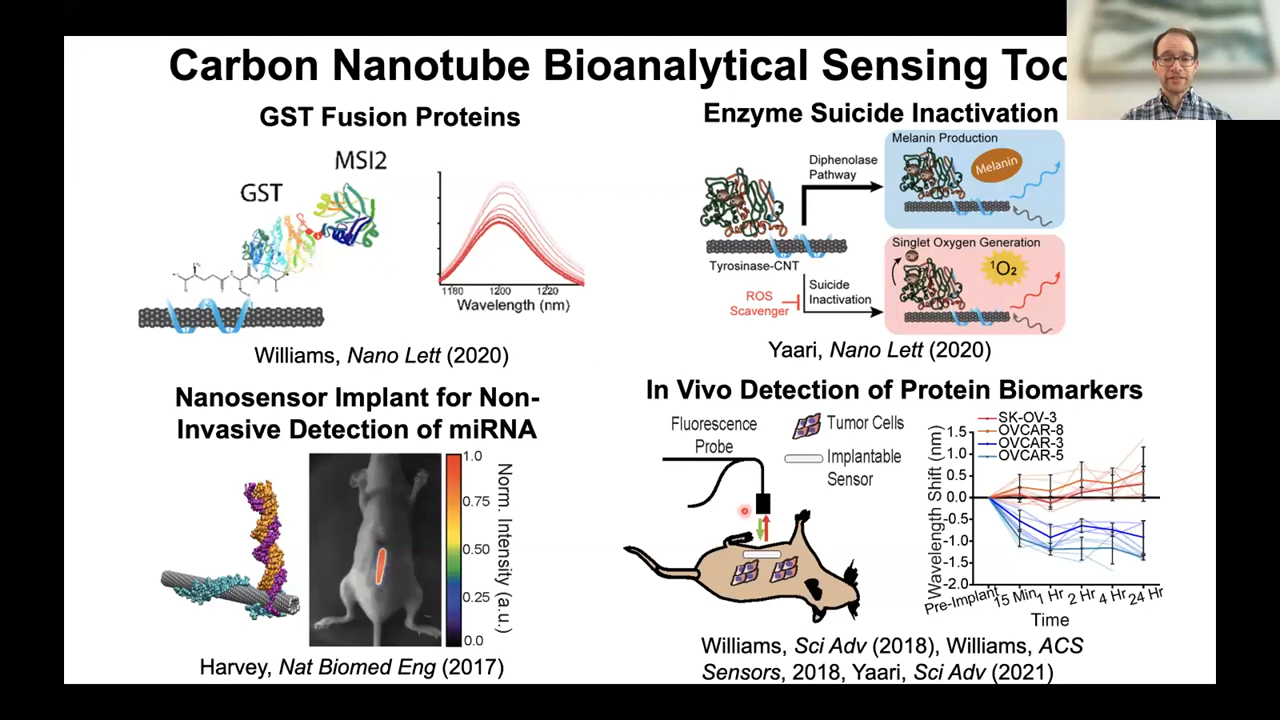 Carbon Nanotube Bioanalytical Sensing
GST Fusion Proteins
MSI2
GST
1180 1200 1220
Wavelength (nm)
Williams, Nano Lett (2020)
Enzyme Suicide Inactivation
Melanin Production
Diphenolase
Pathway
Melanin
Tyrosinase-CNT
Singlet Oxygen Generation
¹O₂
ROS
Scavenger
Suicide
Inactivation
Yaari, Nano Lett (2020)
Nanosensor Implant for Non-
Invasive Detection of miRNA
1.0
0.75
0.50
0.25
0.0
Norm. Intensity (a.u.)
Harvey, Nat Biomed Eng (2017)
In Vivo Detection of Protein Biomarkers
Fluorescence
Probe
Tumor Cells
Implantable
Sensor
SK-OV-3
OVCAR-8
OVCAR-3
OVCAR-5
Wavelength Shift (nm)
1.5
1.0
0.5
0.0
-0.5
-1.0
-1.5
-2.0
Pre-Implant 15 Min 1 Hr 2 Hr 4 Hr 24 Hr
Time
Williams, Sci Adv (2018), Williams, ACS
Sensors, 2018, Yaari, Sci Adv (2021)